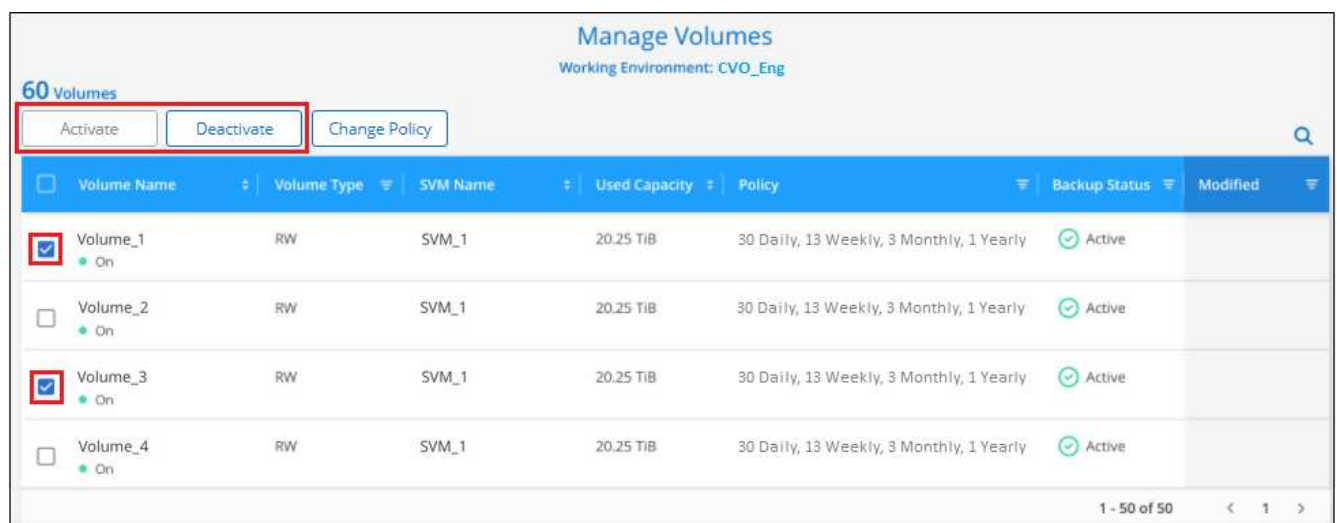 Manage Volumes
Working Environment: CVO_Eng
60 Volumes
Activate Deactivate Change Policy
Volume Name Volume Type SVM Name Used Capacity Policy Backup Status Modified
Volume_1 RW SVM_1 20.25 TiB 30 Daily, 13 Weekly, 3 Monthly, 1 Yearly Active
On
Volume_2 RW SVM_1 20.25 TiB 30 Daily, 13 Weekly, 3 Monthly, 1 Yearly Active
On
Volume_3 RW SVM_1 20.25 TiB 30 Daily, 13 Weekly, 3 Monthly, 1 Yearly Active
On
Volume_4 RW SVM_1 20.25 TiB 30 Daily, 13 Weekly, 3 Monthly, 1 Yearly Active
On
1 - 50 of 50 < 1 >